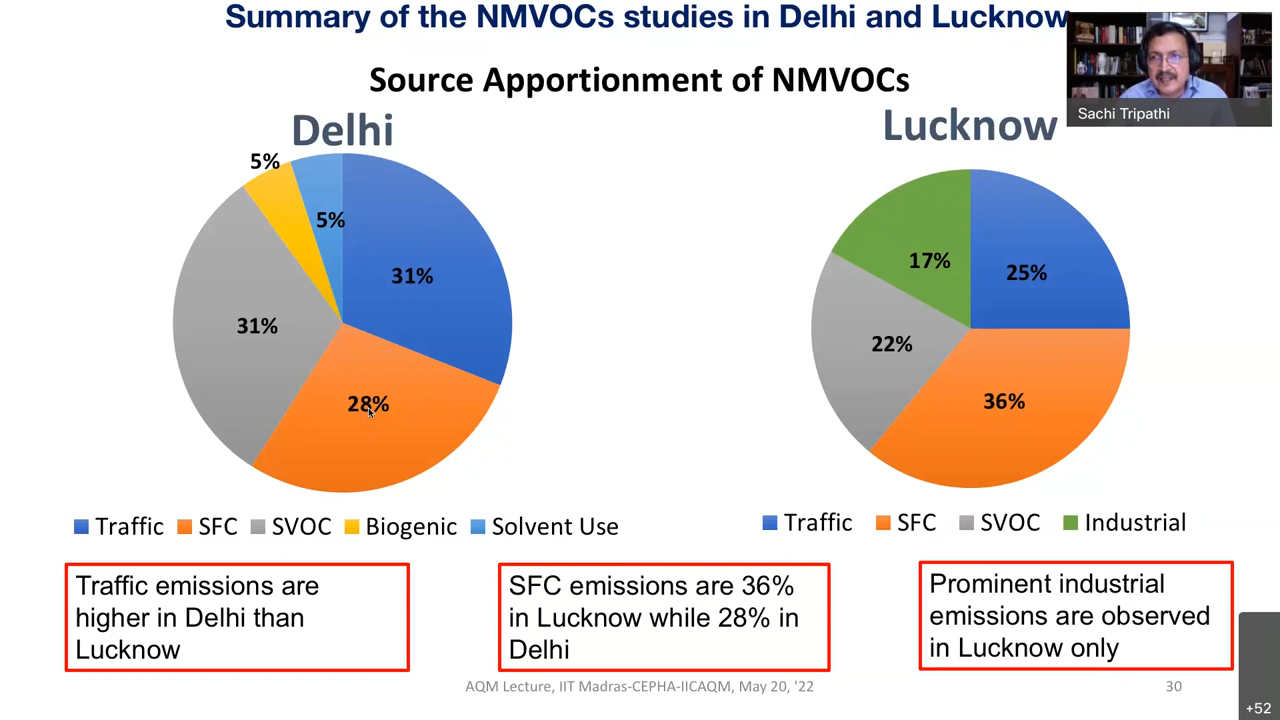 Summary of the NMVOCs studies in Delhi and Lucknow
Source Apportionment of NMVOCs
Sachi Tripathi
Delhi
5%
5%
31%
31%
28%
Traffic SFC SVOC Biogenic Solvent Use
Lucknow
17%
25%
22%
36%
Traffic SFC SVOC Industrial
Traffic emissions are
higher in Delhi than
Lucknow
SFC emissions are 36%
in Lucknow while 28% in
Delhi
Prominent industrial
emissions are observed
in Lucknow only
AQM Lecture, IIT Madras-CEPHA-IICAQM, May 20, '22
30
+52